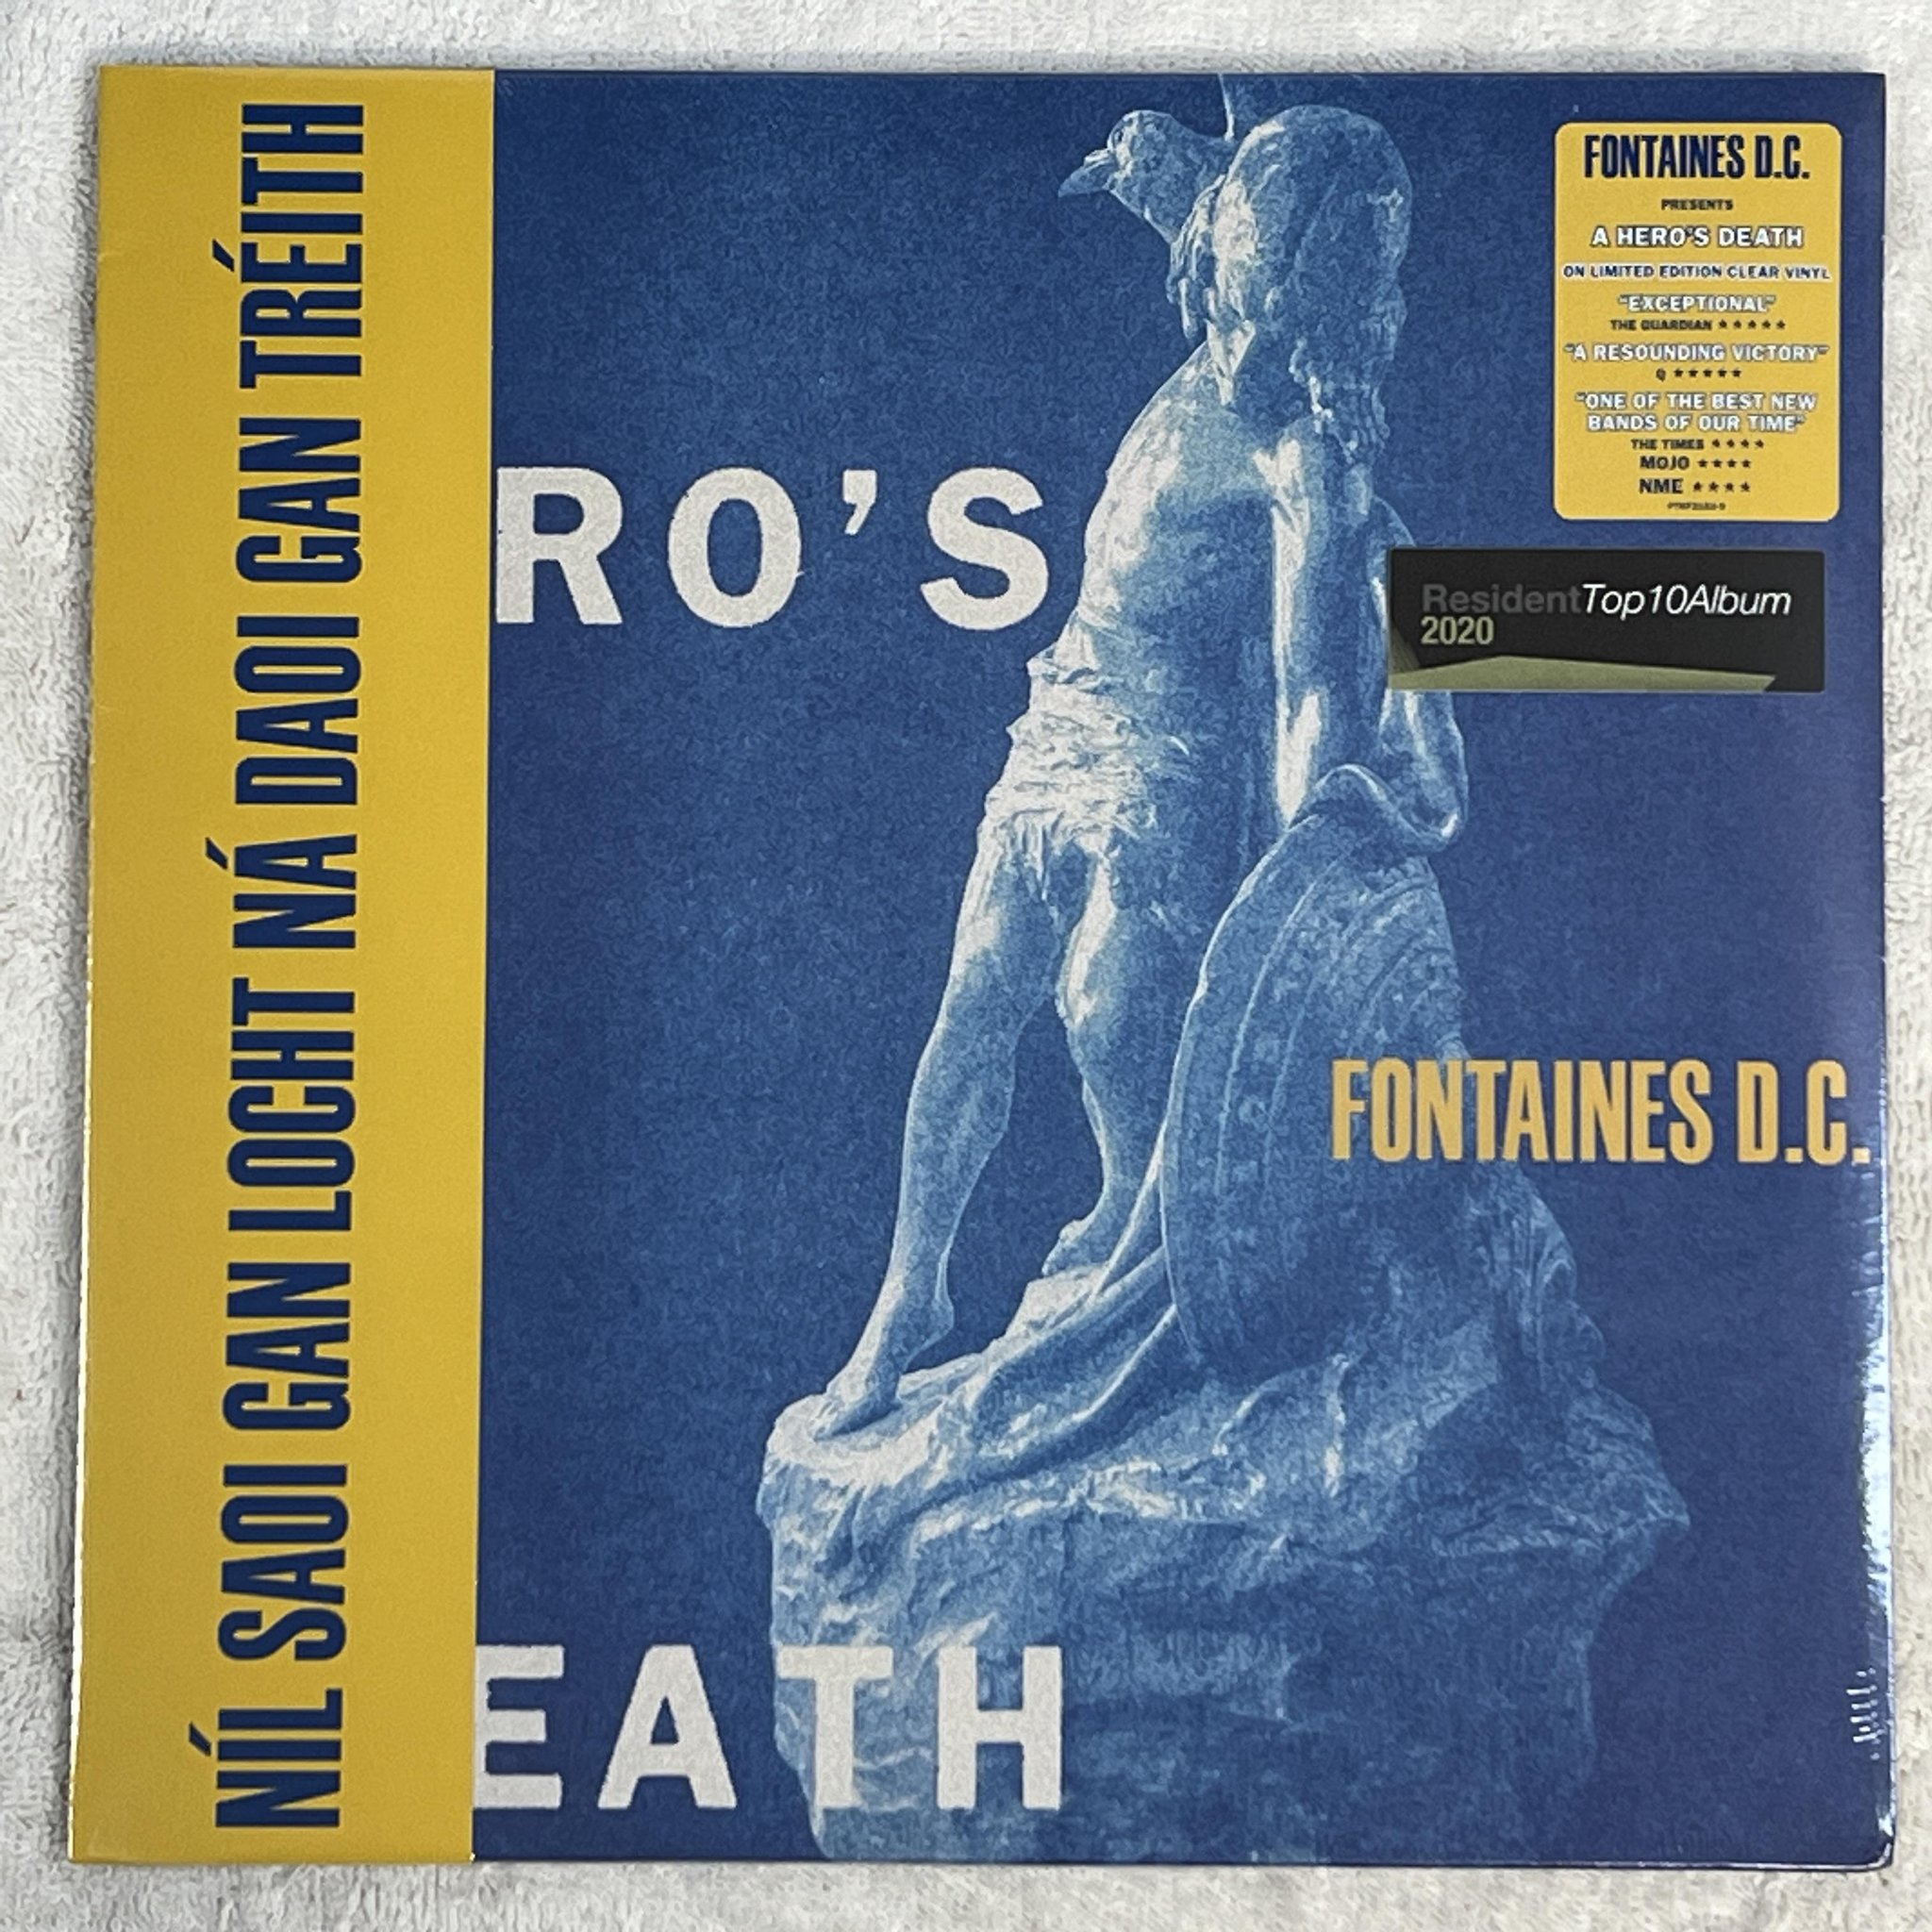 NÍL SAOI GAN LOCHT NÁ DAOI GAN TRÉITH
RO'S
EATH
FONTAINES D.C.
PRESENTS
A HERO'S DEATH
ON LIMITED EDITION CLEAR VINYL
"EXCEPTIONAL"
THE GUARDIAN ★★★★★
"A RESOUNDING VICTORY"
Q ★★★★★
"ONE OF THE BEST NEW
BANDS OF OUR TIME"
THE TIMES ★★★★
MOJO ★★★★
NME ★★★★
ResidentTop10Album
2020
FONTAINES D.C.